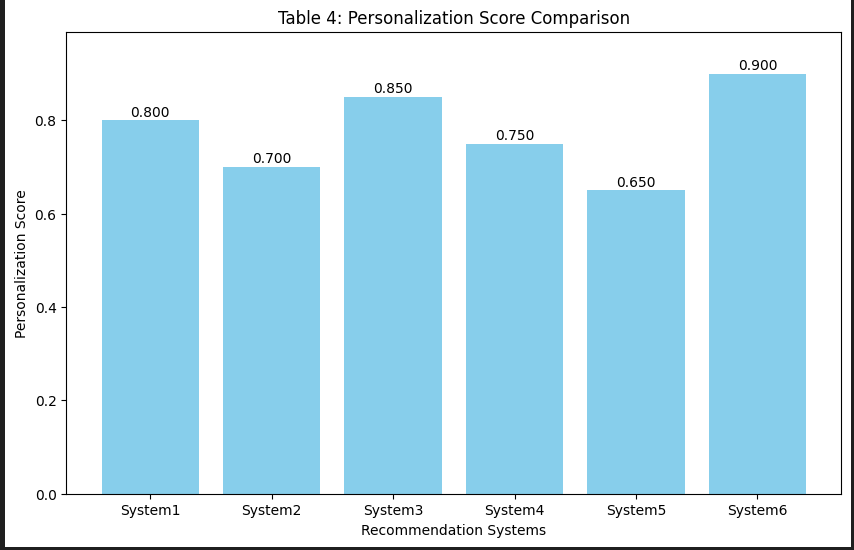 Table 4: Personalization Score Comparison
0.900
0.850
0.800
0.750
0.700
0.650
Personalization Score
0.8
0.6
0.4
0.2
0.0
System1 System2 System3 System4 System5 System6
Recommendation Systems